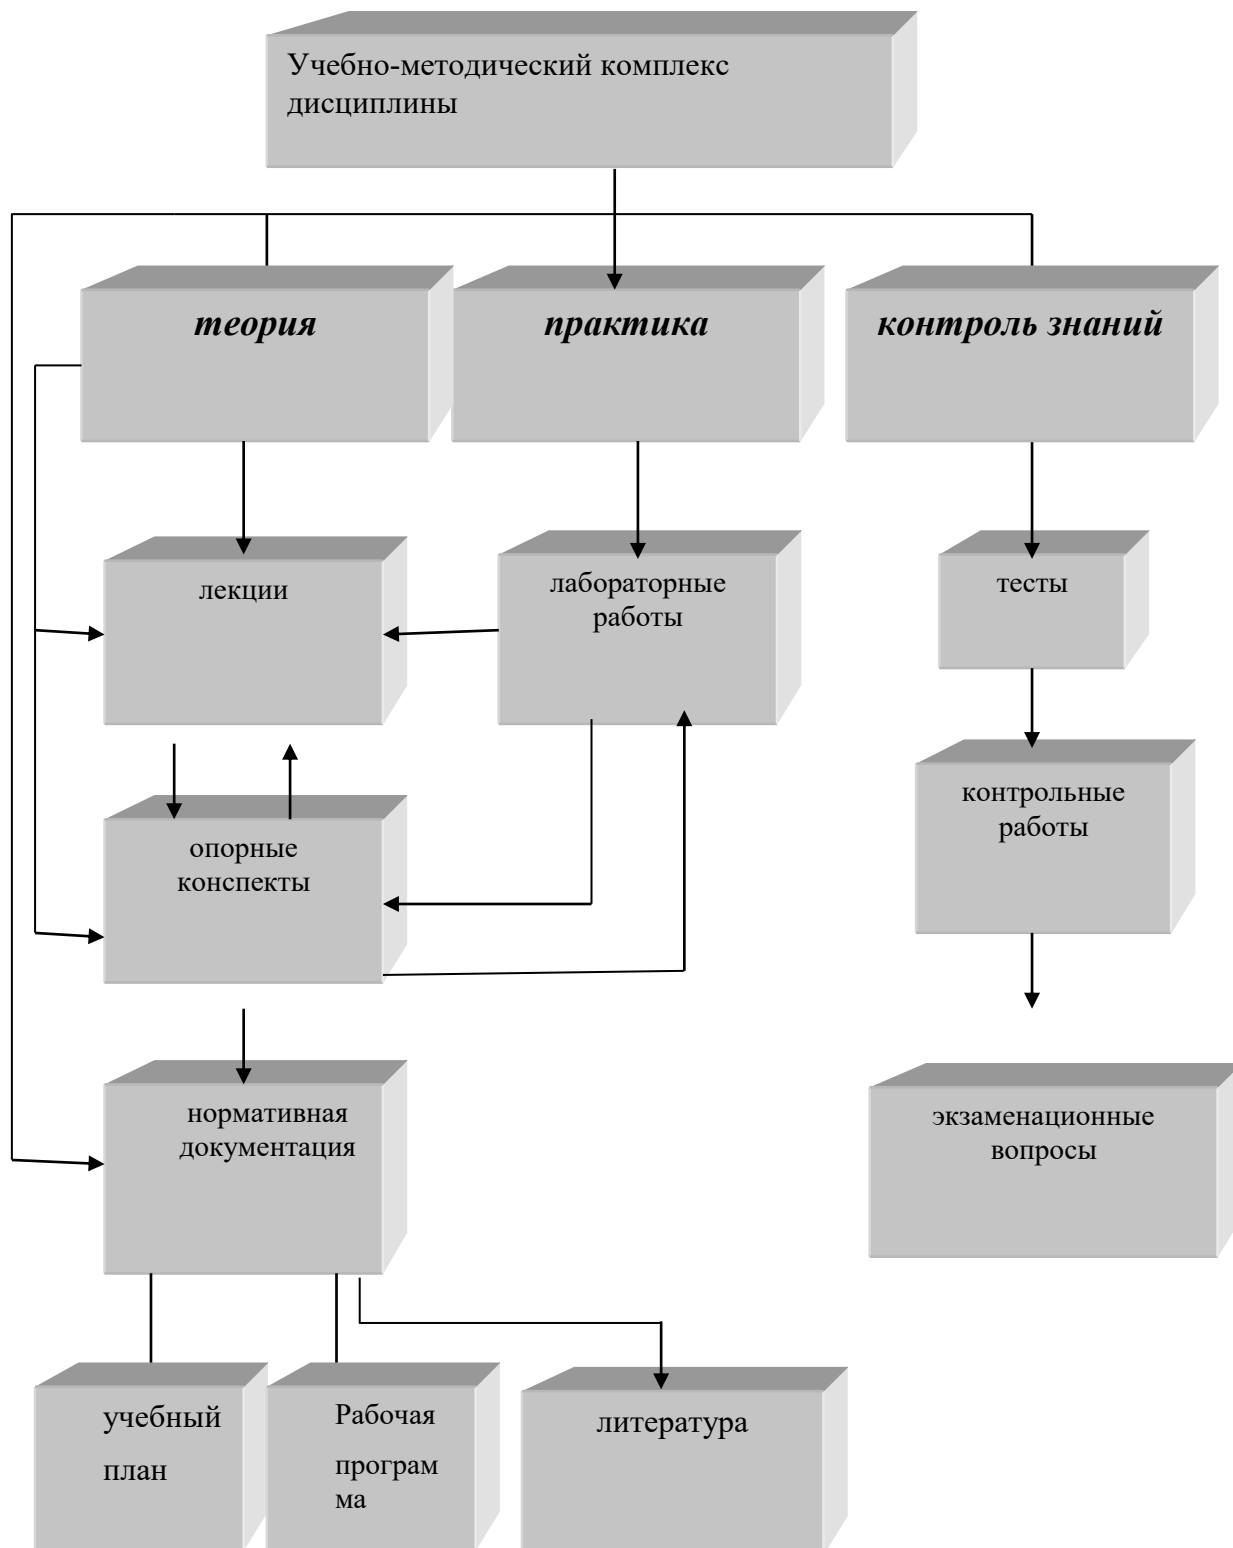 Учебно-методический комплекс
дисциплины
теория
практика
контроль знаний
лекции
лабораторные
работы
тесты
опорные
конспекты
контрольные
работы
нормативная
документация
экзаменационные
вопросы
учебный
план
Рабочая
програм
ма
литература